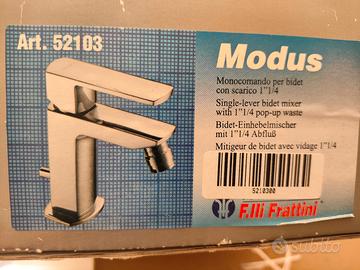 Art. 52103
Modus
Monocomando per bidet
con scarico 1"1/4
Single-lever bidet mixer
with 1"1/4 pop-up waste
Bidet-Einhebelmischer
mit 1"1/4 Abfluß
Mitigeur de bidet avec vidage 1"1/4
5210300
F.lli Frattini
subito